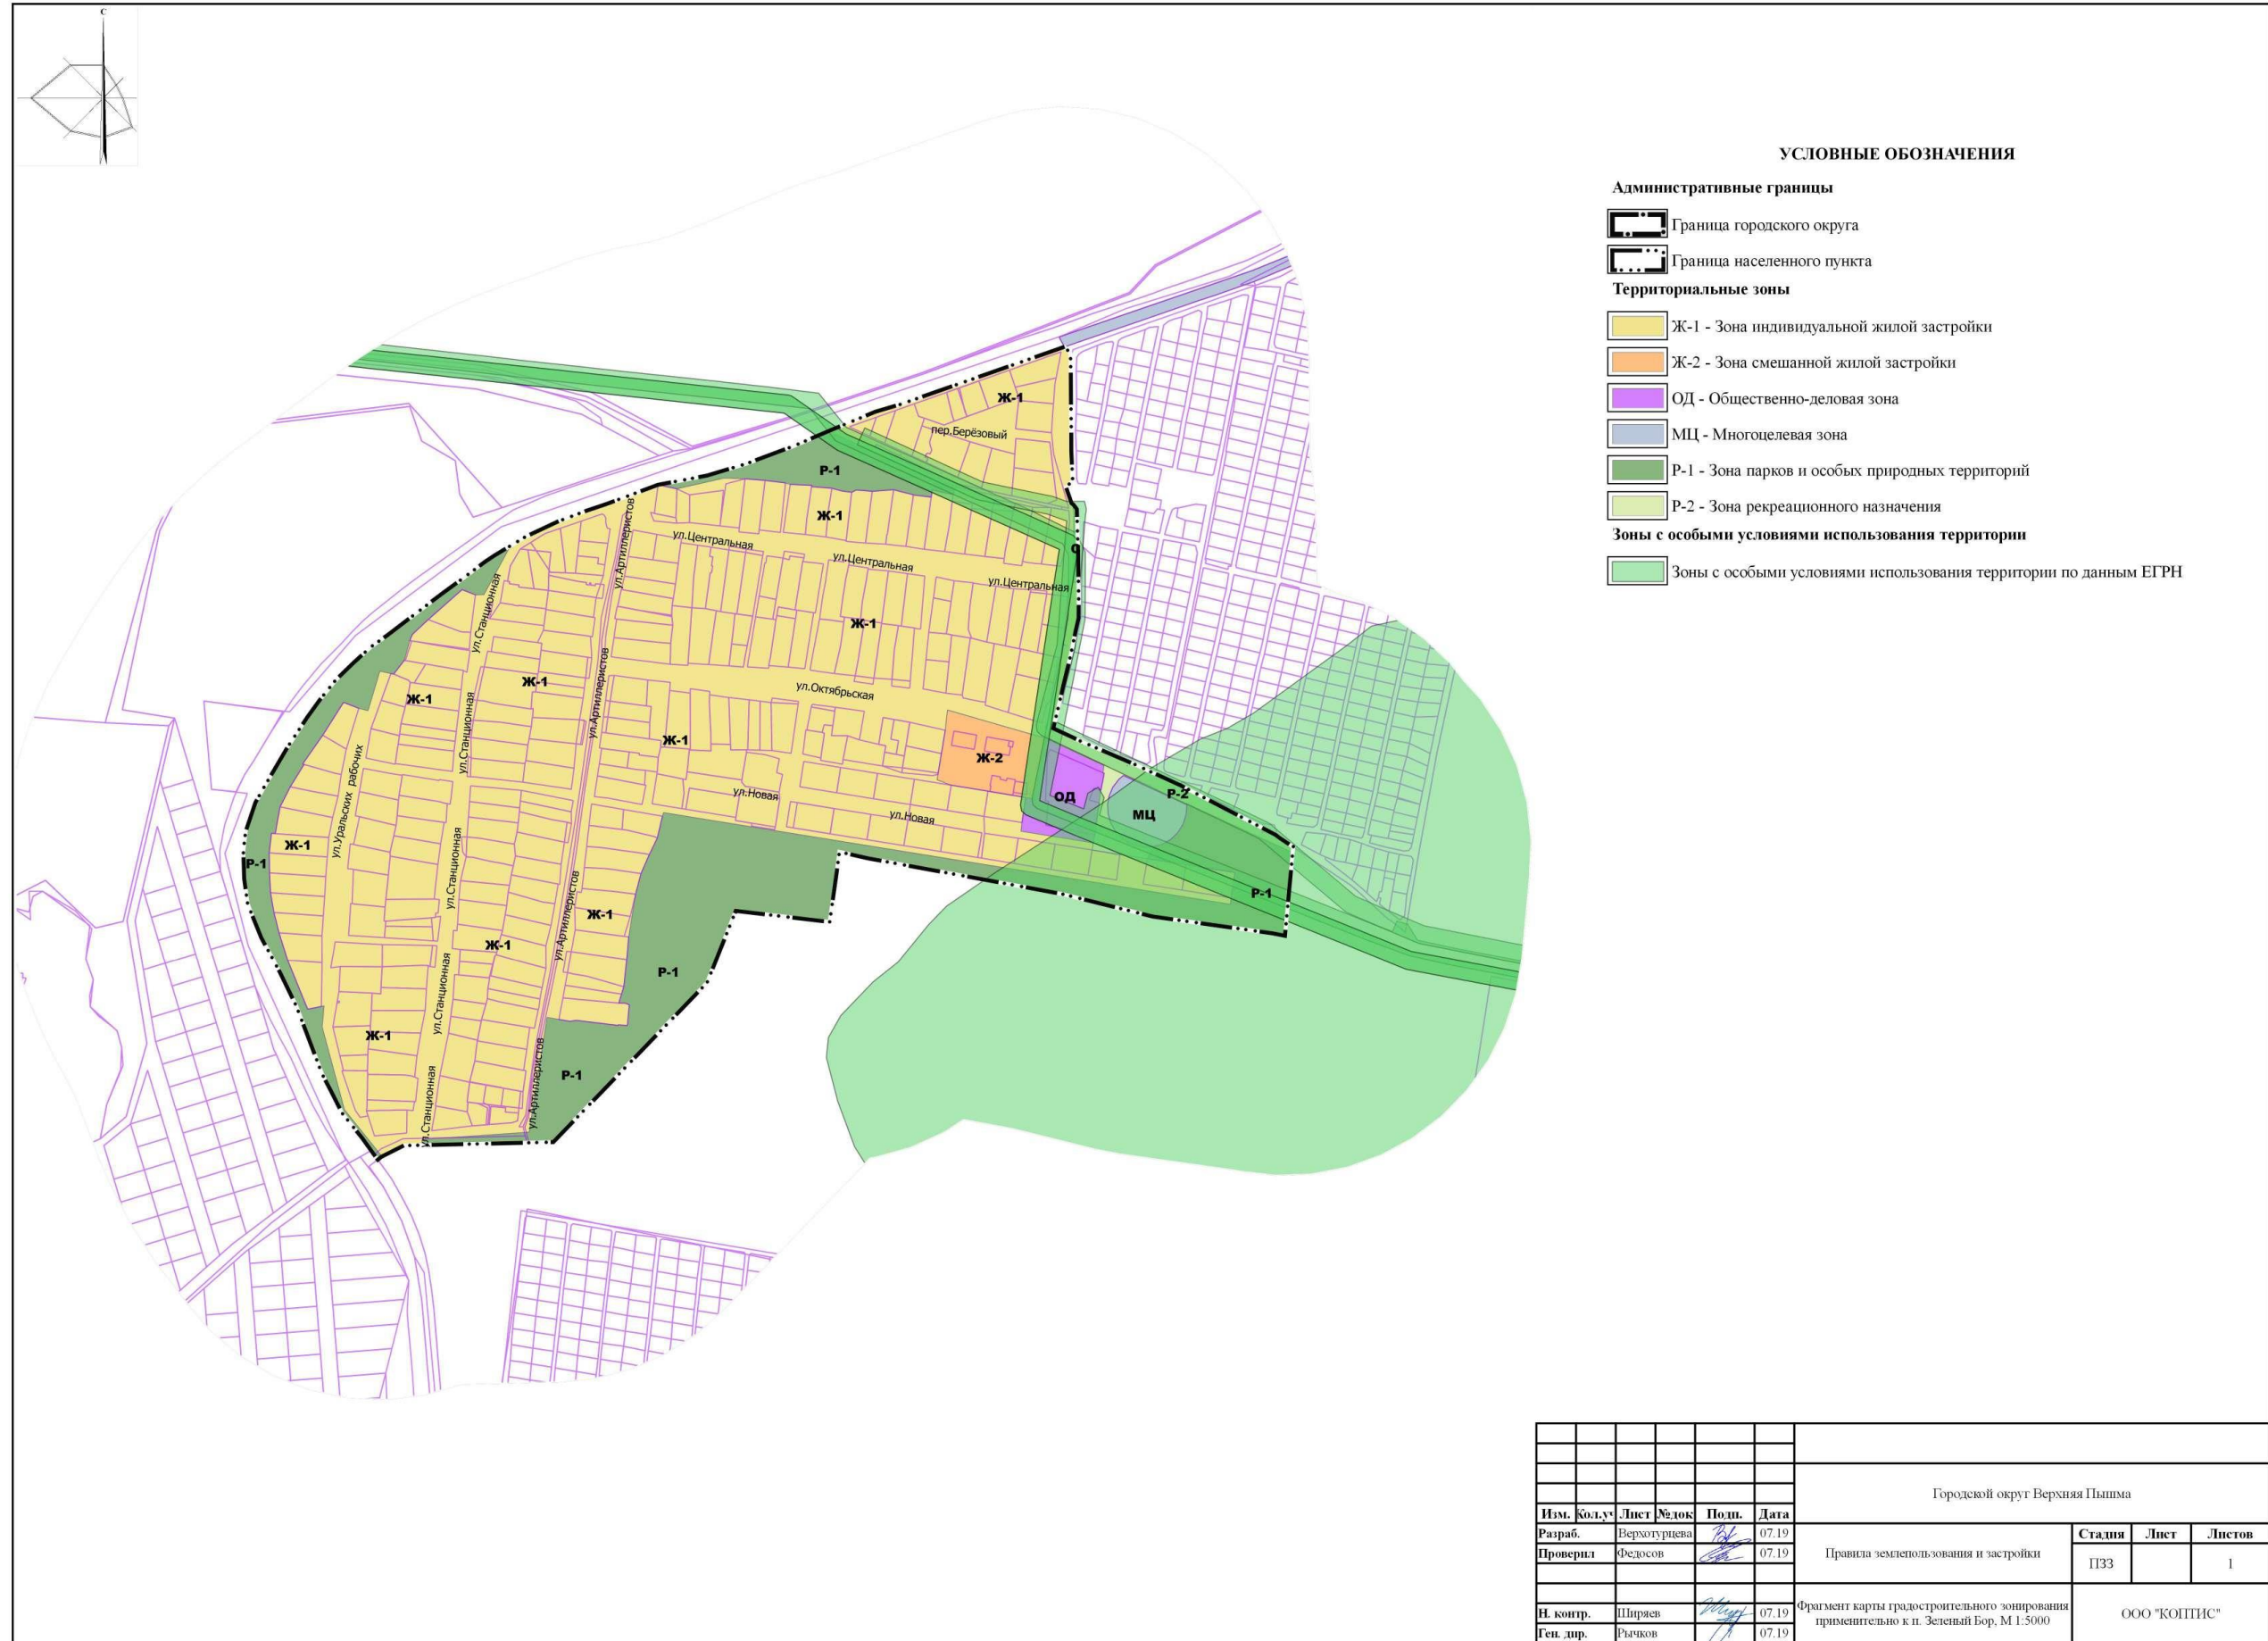 С
УСЛОВНЫЕ ОБОЗНАЧЕНИЯ
Административные границы
Граница городского округа
Граница населенного пункта
Территориальные зоны
Ж-1 - Зона индивидуальной жилой застройки
Ж-2 - Зона смешанной жилой застройки
ОД - Общественно-деловая зона
МЦ - Многоцелевая зона
Р-1 - Зона парков и особых природных территорий
Р-2 - Зона рекреационного назначения
Зоны с особыми условиями использования территории
Зоны с особыми условиями использования территории по данным ЕГРН
Ж-1
пер.Берёзовый
Р-1
Ж-1
ул.Артиллеристов
ул.Центральная
ул.Центральная
ул.Центральная
ул.Станционная
Ж-1
ул.Артиллеристов
Ж-1
Ж-1
ул.Октябрьская
ул.Станционная
Ж-1
Ж-2
ул.Уральских рабочих
ул.Новая
ОД
Р-2
МЦ
ул.Новая
Ж-1
Р-1
ул.Станционная
Р-1
ул.Артиллеристов
Ж-1
Ж-1
Р-1
ул.Станционная
Ж-1
Р-1
ул.Артиллеристов
ул.Станционная
Городской округ Верхняя Пышма
Изм. Кол.уч Лист №док Подп. Дата
Разраб. Верхотурцева 07.19
Проверил Федосов 07.19
Правила землепользования и застройки
Стадия Лист Листов
ПЗЗ 1
Н. контр. Ширяев 07.19
Ген. дир. Рычков 07.19
Фрагмент карты градостроительного зонирования
применительно к п. Зеленый Бор, М 1:5000
ООО "КОПТИС"